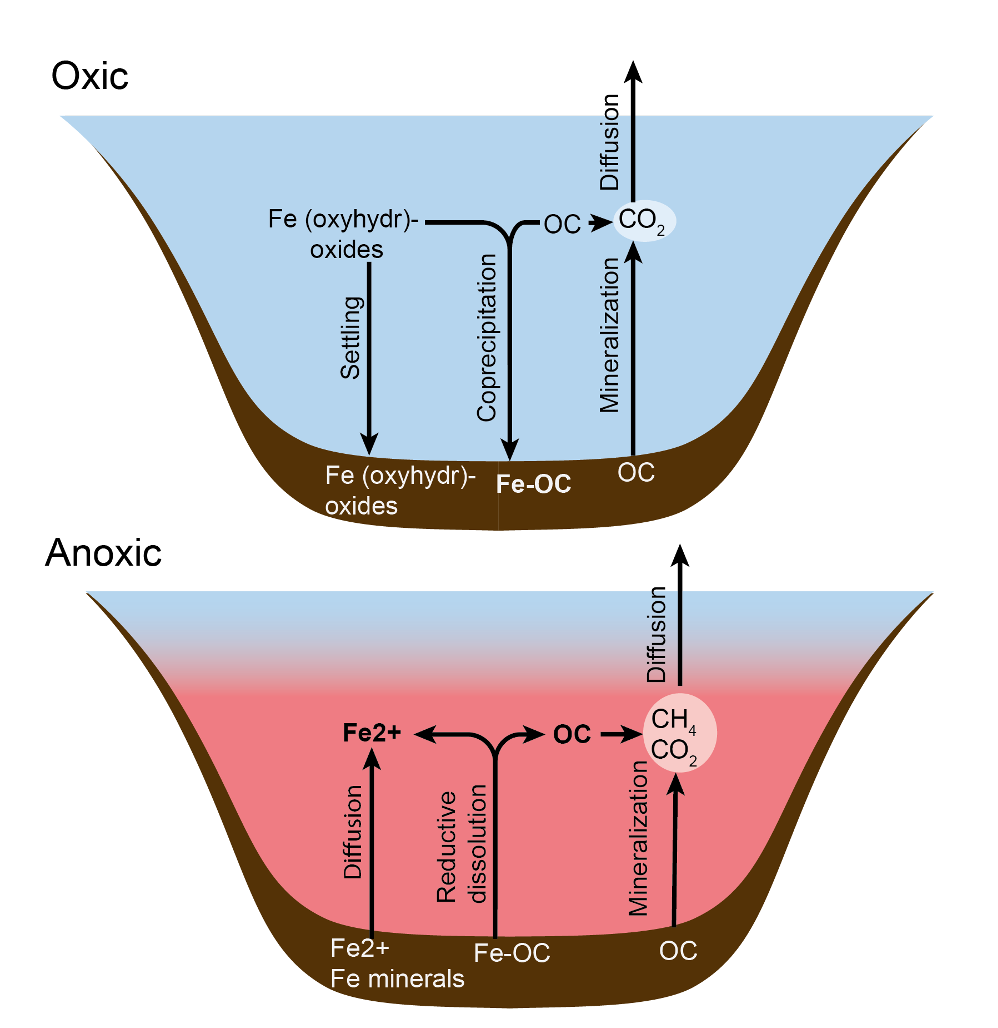 Oxic
Diffusion
Fe (oxyhydr)-
oxides
OC
CO₂
Settling
Coprecipitation
Mineralization
Fe (oxyhydr)-
oxides
Fe-OC
OC
Anoxic
Diffusion
Fe2+
OC
CH₄
CO₂
Diffusion
Reductive
dissolution
Mineralization
Fe2+
Fe minerals
Fe-OC
OC